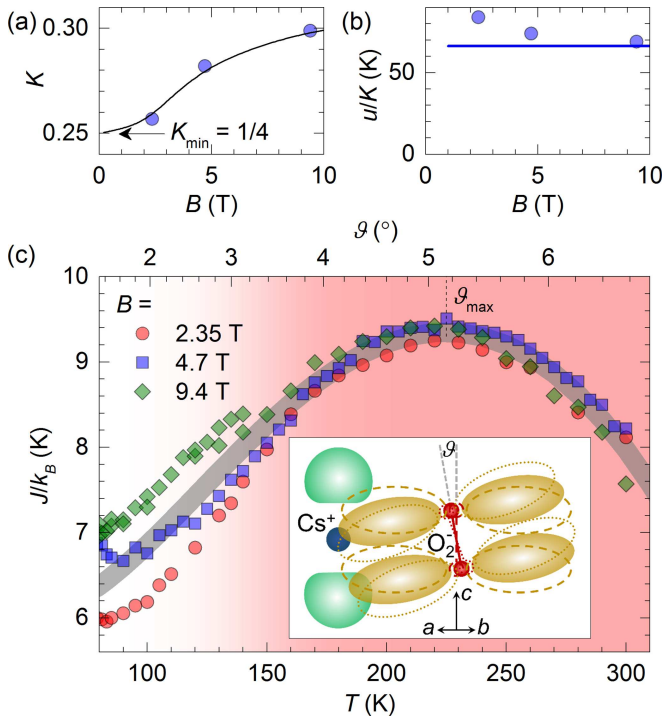 (a)
0.30
K
0.25
K_min = 1/4
0 5 10
B (T)
(b)
u/K (K)
50
0
0 5 10
B (T)
(c)
ϑ (°)
2 3 4 5 6
10
9
8
7
6
J/k_B (K)
B =
2.35 T
4.7 T
9.4 T
ϑ_max
ϑ
Cs⁺
O₂⁻
c
a b
100 150 200 250 300
T (K)